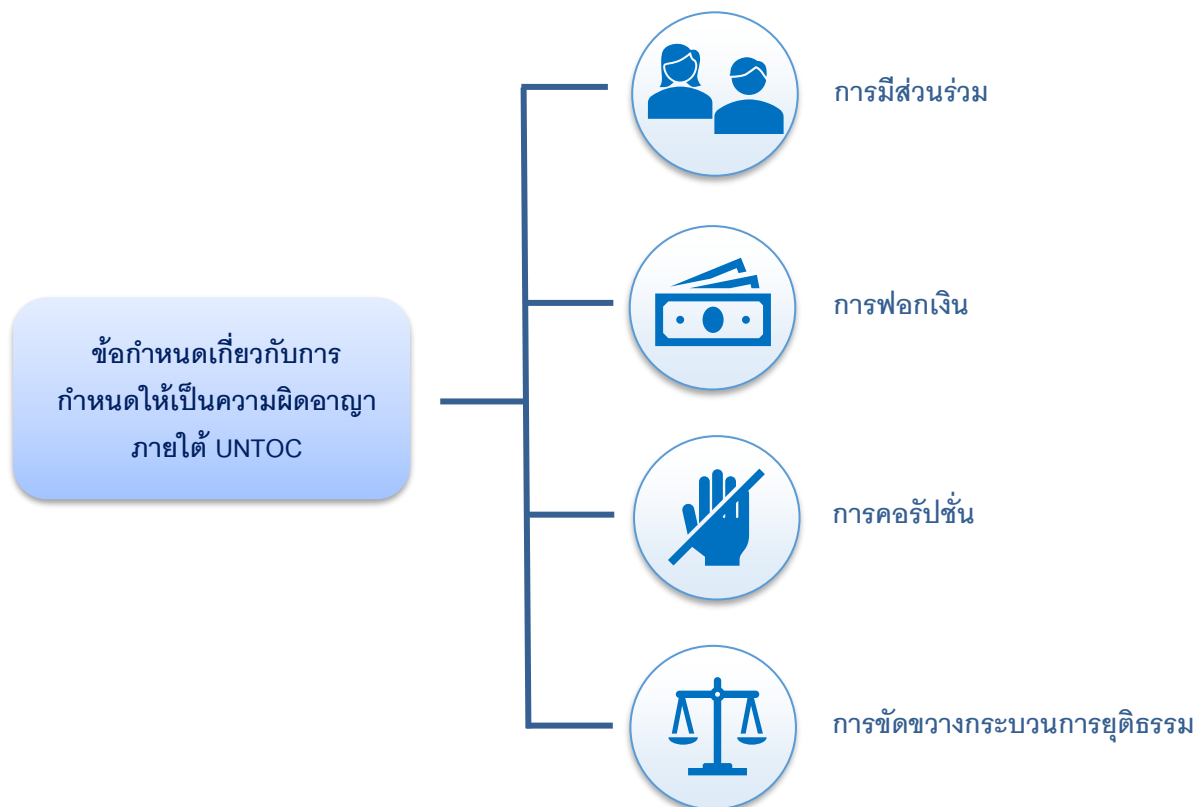 การมีส่วนร่วม
การฟอกเงิน
ข้อกำหนดเกี่ยวกับการ
กำหนดให้เป็นความผิดอาญา
ภายใต้ UNTOC
การคอรัปชั่น
การขัดขวางกระบวนการยุติธรรม